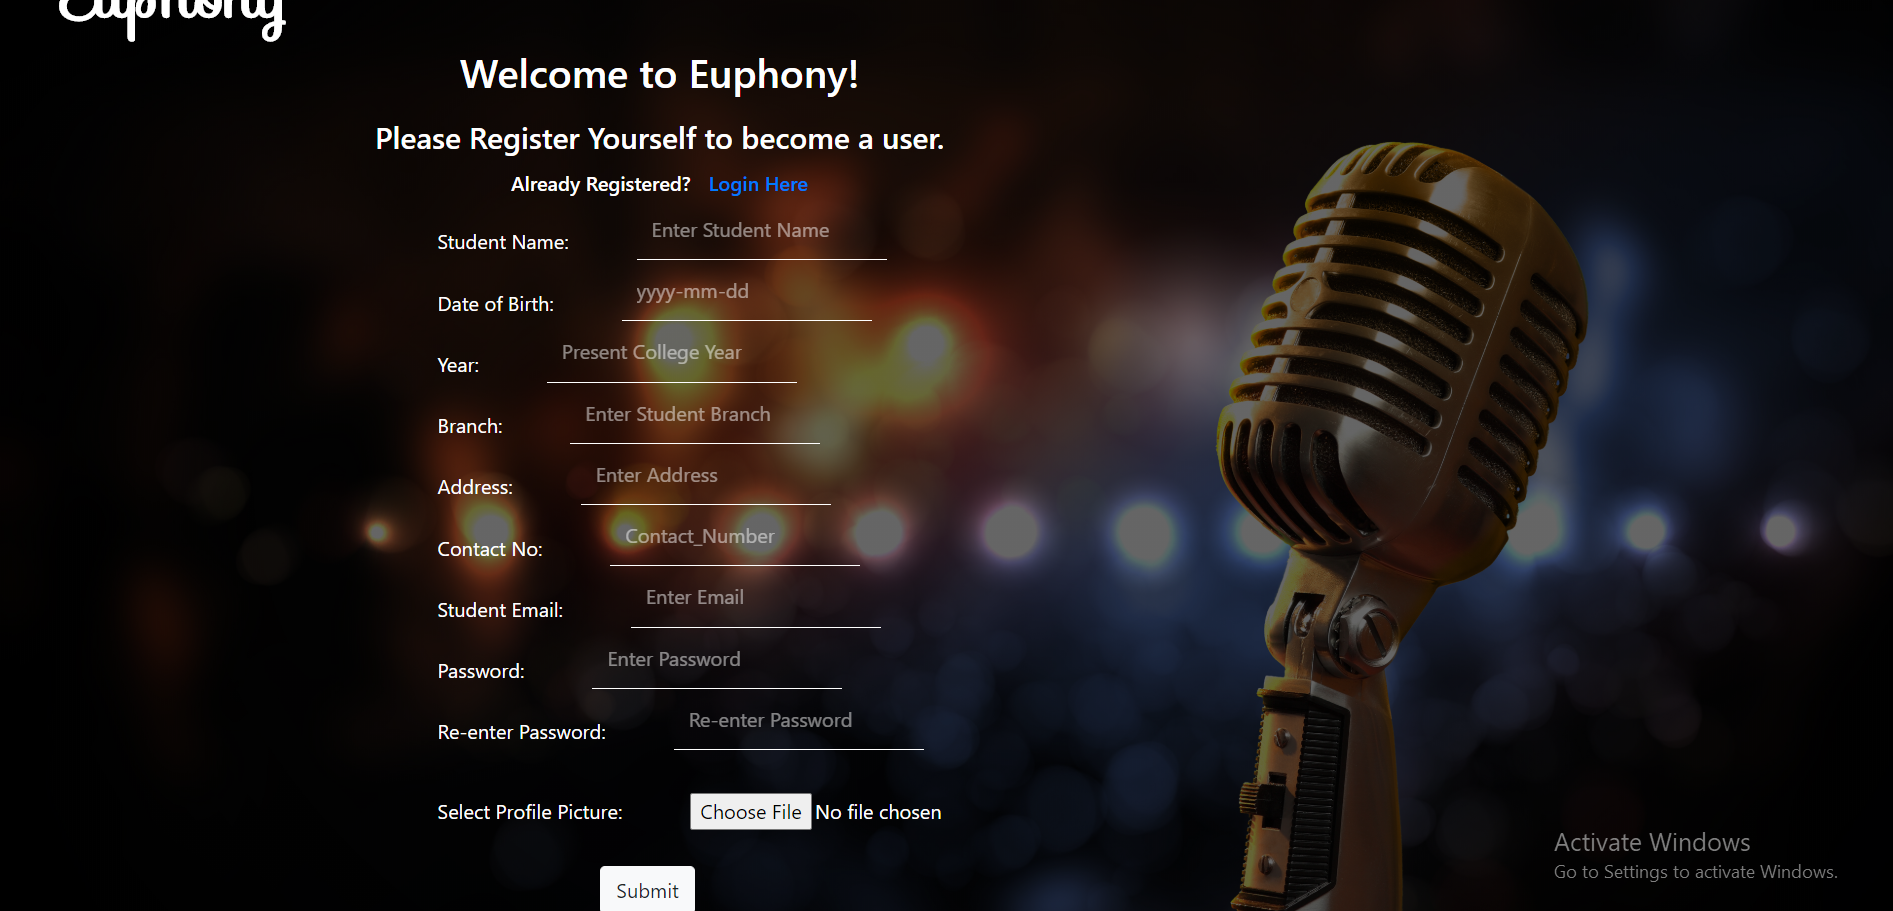 Euphony
Welcome to Euphony!
Please Register Yourself to become a user.
Already Registered? Login Here
Student Name: Enter Student Name
Date of Birth: yyyy-mm-dd
Year: Present College Year
Branch: Enter Student Branch
Address: Enter Address
Contact No: Contact_Number
Student Email: Enter Email
Password: Enter Password
Re-enter Password: Re-enter Password
Select Profile Picture: Choose File No file chosen
Submit
Activate Windows
Go to Settings to activate Windows.